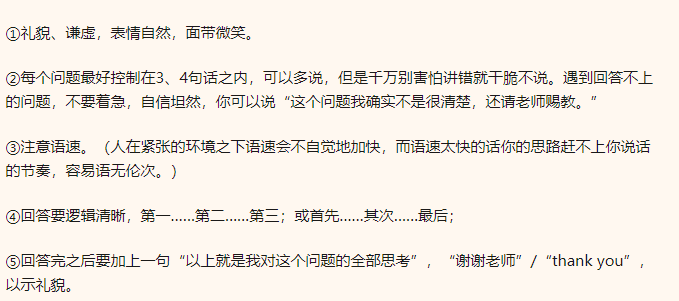 ①礼貌、谦虚，表情自然，面带微笑。
②每个问题最好控制在3、4句话之内，可以多说，但是千万别害怕讲错就干脆不说。遇到回答不上
的问题，不要着急，自信坦然，你可以说“这个问题我确实不是很清楚，还请老师赐教。”
③注意语速。（人在紧张的环境之下语速会不自觉地加快，而语速太快的话你的思路赶不上你说话
的节奏，容易语无伦次。）
④回答要逻辑清晰，第一......第二......第三；或首先......其次......最后；
⑤回答完之后要加上一句“以上就是我对这个问题的全部思考”，“谢谢老师”/“thank you”，
以示礼貌。